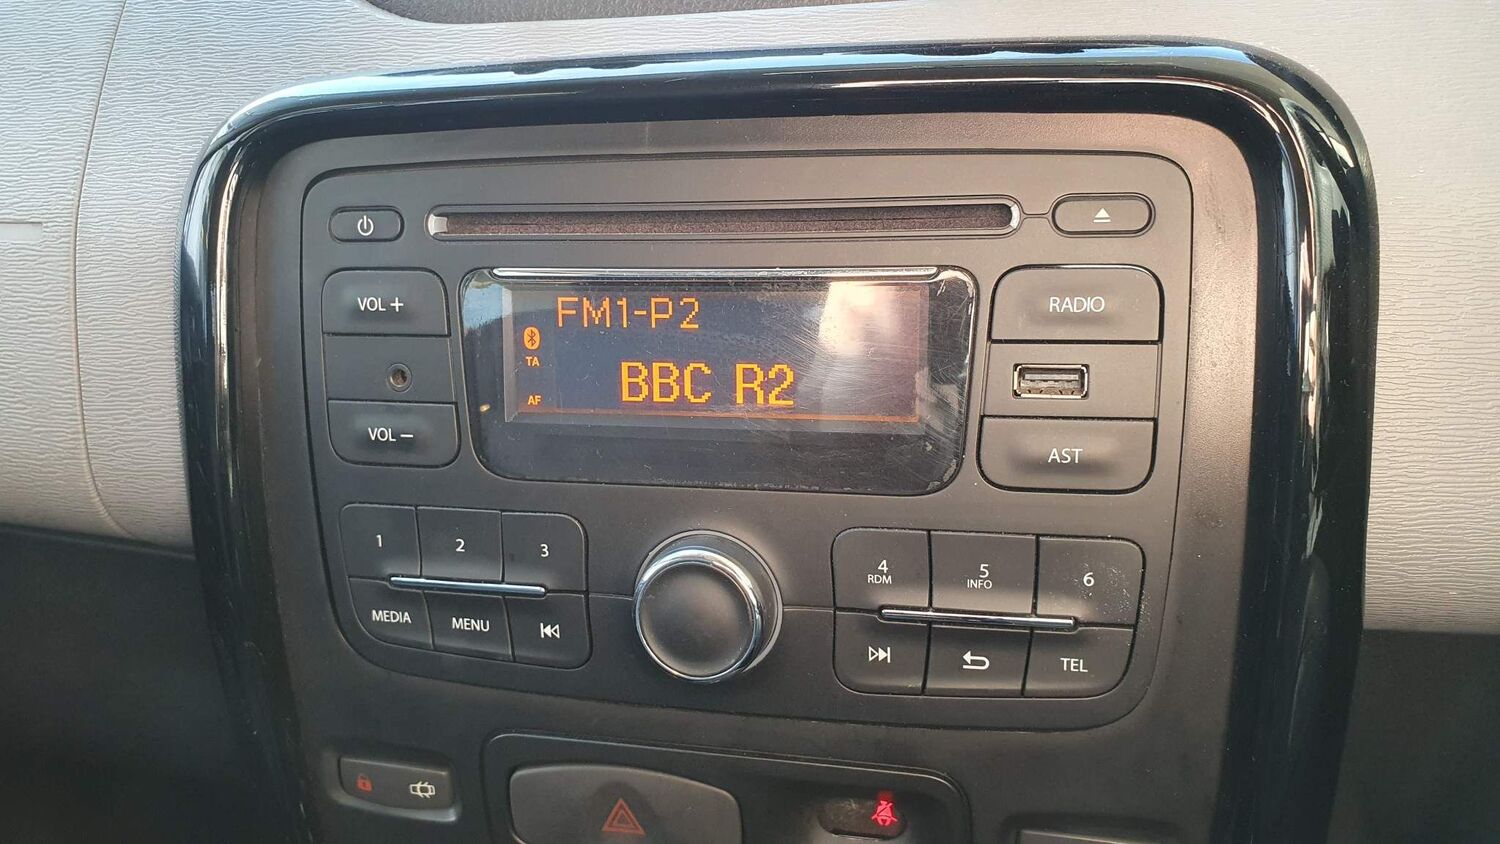 FM1-P2
TA
AF
BBC R2
VOL +
VOL −
RADIO
AST
1
2
3
MEDIA
MENU
4
RDM
5
INFO
6
TEL